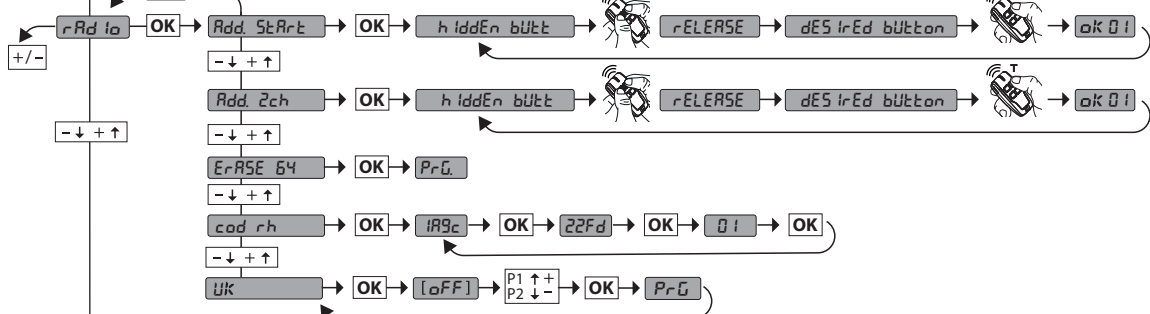 rAd io OK Add. StArt OK h iddEn bUtt rELEASE dES irEd bUtton oK 01
+/-
- ↓ + ↑
T
Add. 2ch OK h iddEn bUtt rELEASE dES irEd bUtton oK 01
- ↓ + ↑
- ↓ + ↑
ErASE 64 OK PrG.
- ↓ + ↑
cod rh OK 1A9c OK 22Fd OK 01 OK
- ↓ + ↑
UK OK [oFF] P1 ↑ + OK PrG
P2 ↓ -